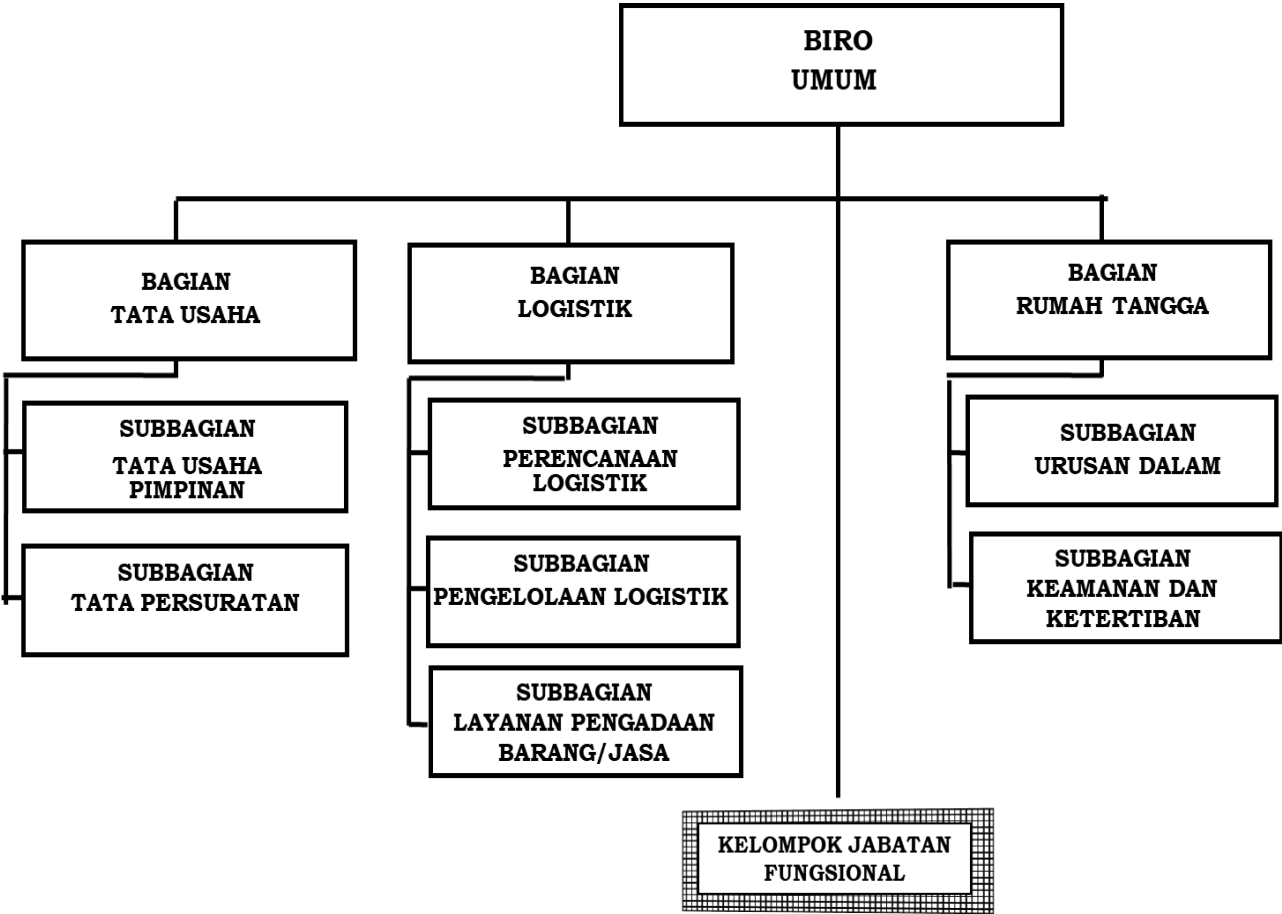 BIRO
UMUM
BAGIAN
TATA USAHA
BAGIAN
LOGISTIK
BAGIAN
RUMAH TANGGA
SUBBAGIAN
TATA USAHA
PIMPINAN
SUBBAGIAN
PERENCANAAN
LOGISTIK
SUBBAGIAN
URUSAN DALAM
SUBBAGIAN
TATA PERSURATAN
SUBBAGIAN
PENGELOLAAN LOGISTIK
SUBBAGIAN
KEAMANAN DAN
KETERTIBAN
SUBBAGIAN
LAYANAN PENGADAAN
BARANG/JASA
KELOMPOK JABATAN
FUNGSIONAL